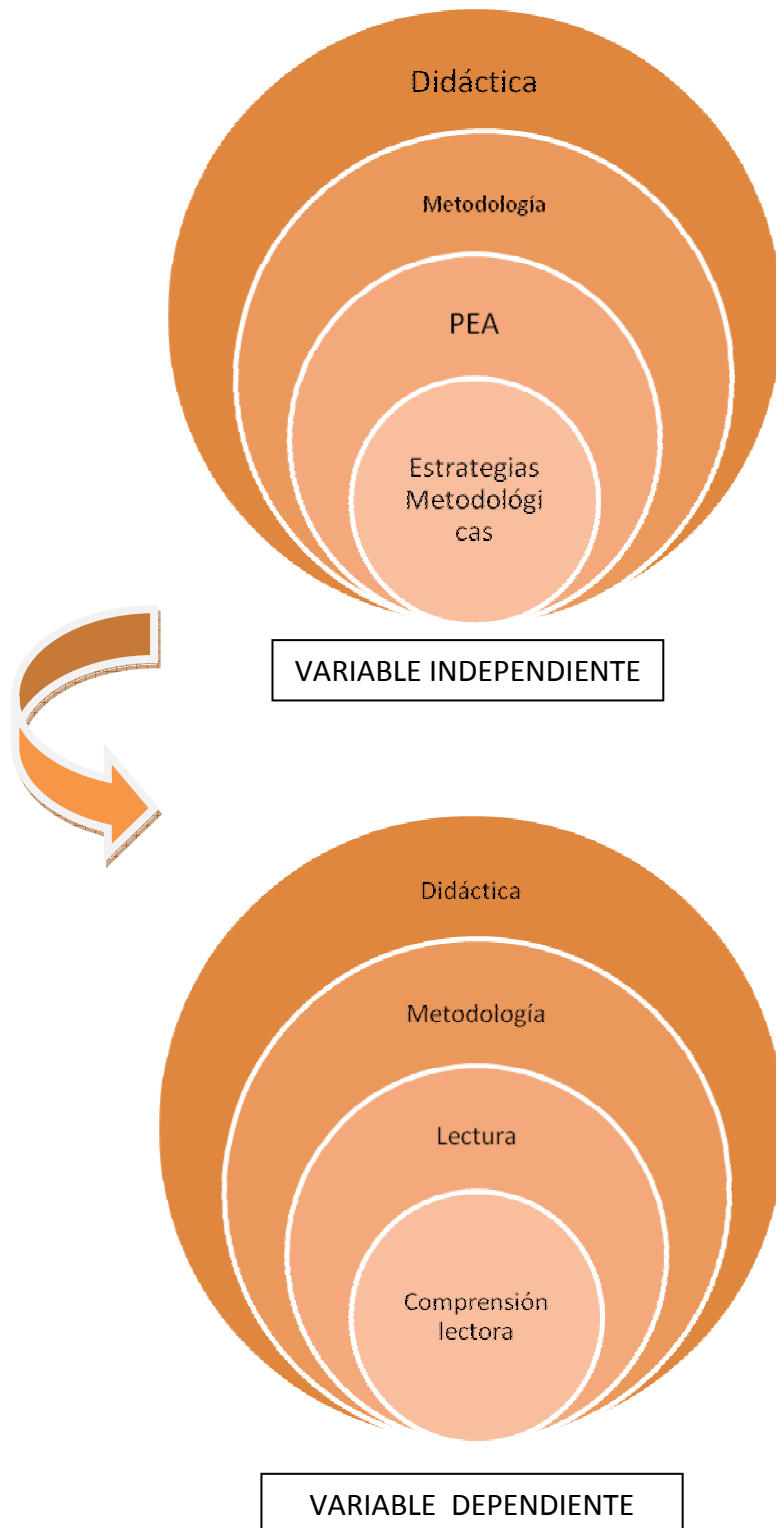 Didáctica
Metodología
PEA
Estrategias
Metodológi
cas
VARIABLE INDEPENDIENTE
Didáctica
Metodología
Lectura
Comprensión
lectora
VARIABLE DEPENDIENTE